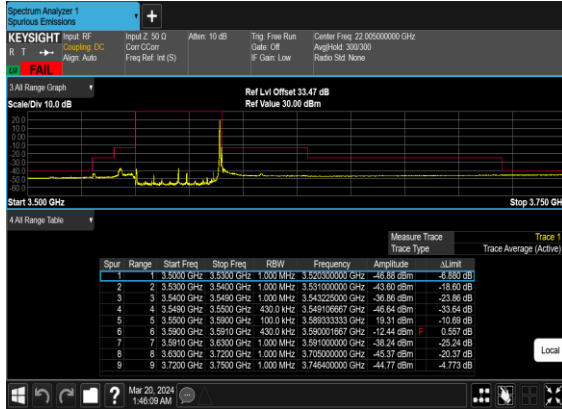 Spectrum Analyzer 1
Spurious Emissions
+
KEYSIGHT
R T
LXI
FAIL
Input: RF
Coupling: DC
Align: Auto
Input Z: 50 Ω
Corr CCorr
Freq Ref: Int (S)
Atten: 10 dB
Trig: Free Run
Gate: Off
IF Gain: Low
Center Freq: 22.005000000 GHz
Avg|Hold: 300/300
Radio Std: None
3 All Range Graph
Scale/Div 10.0 dB
Ref Lvl Offset 33.47 dB
Ref Value 30.00 dBm
20.0
10.0
0.0
-10.0
-20.0
-30.0
-40.0
-50.0
-60.0
Start 3.500 GHz
Stop 3.750 GH
4 All Range Table
Measure Trace Trace 1
Trace Type Trace Average (Active)
Spur Range Start Freq Stop Freq RBW Frequency Amplitude ΔLimit
1 1 3.5000 GHz 3.5300 GHz 1.000 MHz 3.520300000 GHz -46.88 dBm -6.880 dB
2 2 3.5300 GHz 3.5400 GHz 1.000 MHz 3.531000000 GHz -43.60 dBm -18.60 dB
3 3 3.5400 GHz 3.5490 GHz 1.000 MHz 3.543225000 GHz -36.86 dBm -23.86 dB
4 4 3.5490 GHz 3.5500 GHz 430.0 kHz 3.549106667 GHz -46.64 dBm -33.64 dB
5 5 3.5500 GHz 3.5900 GHz 100.0 kHz 3.589333333 GHz 19.31 dBm -10.69 dB
6 6 3.5900 GHz 3.5910 GHz 430.0 kHz 3.590001667 GHz -12.44 dBm F 0.557 dB
7 7 3.5910 GHz 3.6300 GHz 1.000 MHz 3.591000000 GHz -38.24 dBm -25.24 dB
8 8 3.6300 GHz 3.7200 GHz 1.000 MHz 3.705000000 GHz -45.37 dBm -20.37 dB
9 9 3.7200 GHz 3.7500 GHz 1.000 MHz 3.746400000 GHz -44.77 dBm -4.773 dB
Local
?
Mar 20, 2024
1:46:09 AM